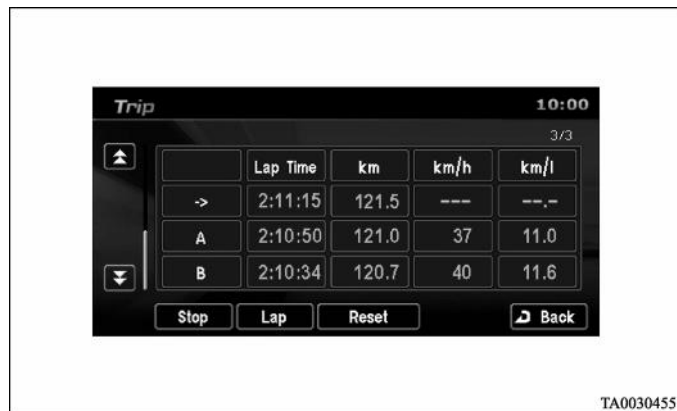 Trip 10:00
3/3
Lap Time km km/h km/l
-> 2:11:15 121.5 --- --.-
A 2:10:50 121.0 37 11.0
B 2:10:34 120.7 40 11.6
Stop Lap Reset Back
TA0030455